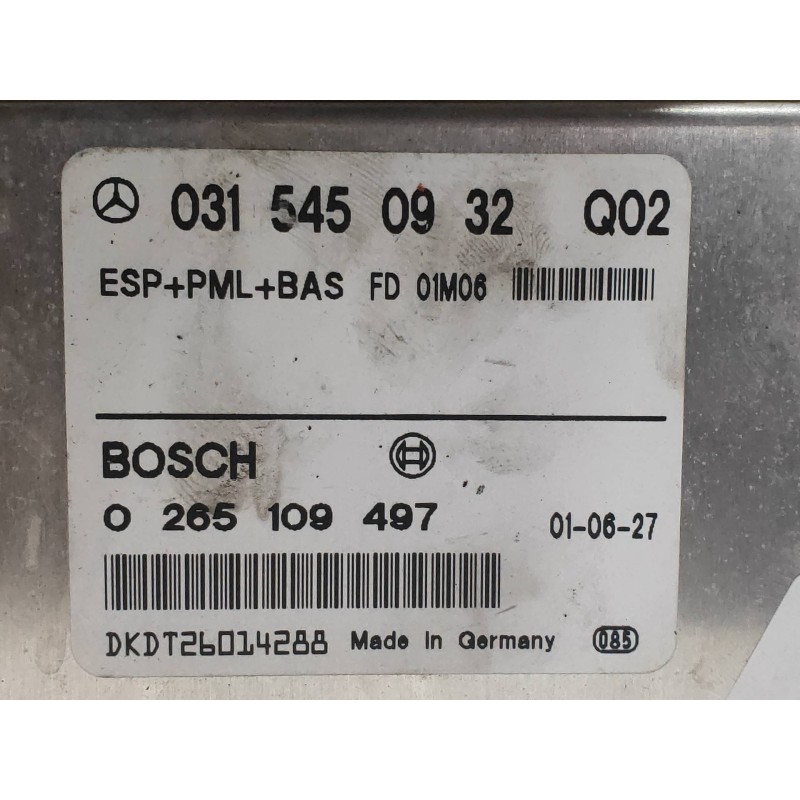 031 545 09 32 Q02
ESP+PML+BAS FD 01M06
BOSCH
0 265 109 497 01-06-27
DKDT26014288 Made in Germany 085